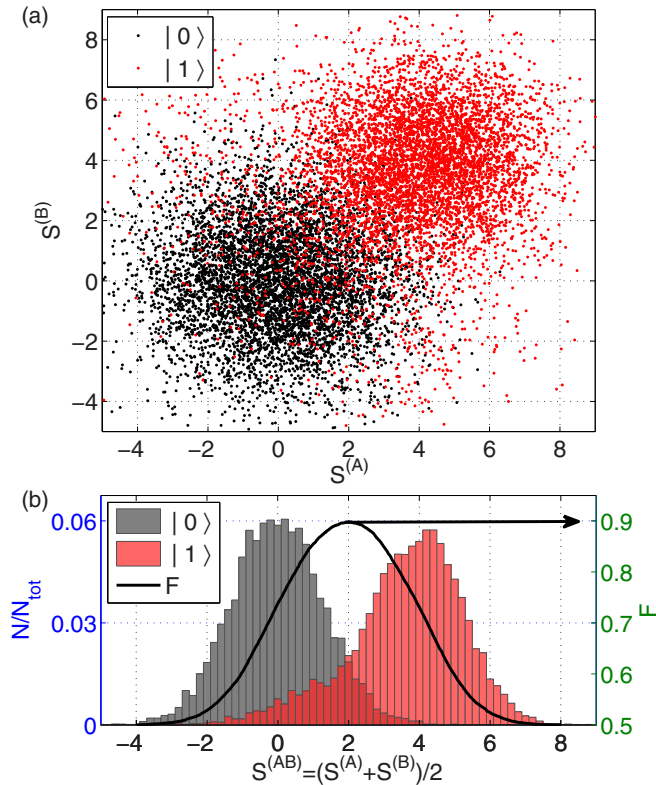 (a)
8
6
4
2
0
−2
−4
S^(B)
| 0 ⟩
| 1 ⟩
−4 −2 0 2 4 6 8
S^(A)
(b)
0.06
0.03
0
N/N_tot
| 0 ⟩
| 1 ⟩
F
0.9
0.8
0.7
0.6
0.5
F
−4 −2 0 2 4 6 8
S^(AB)=(S^(A)+S^(B))/2